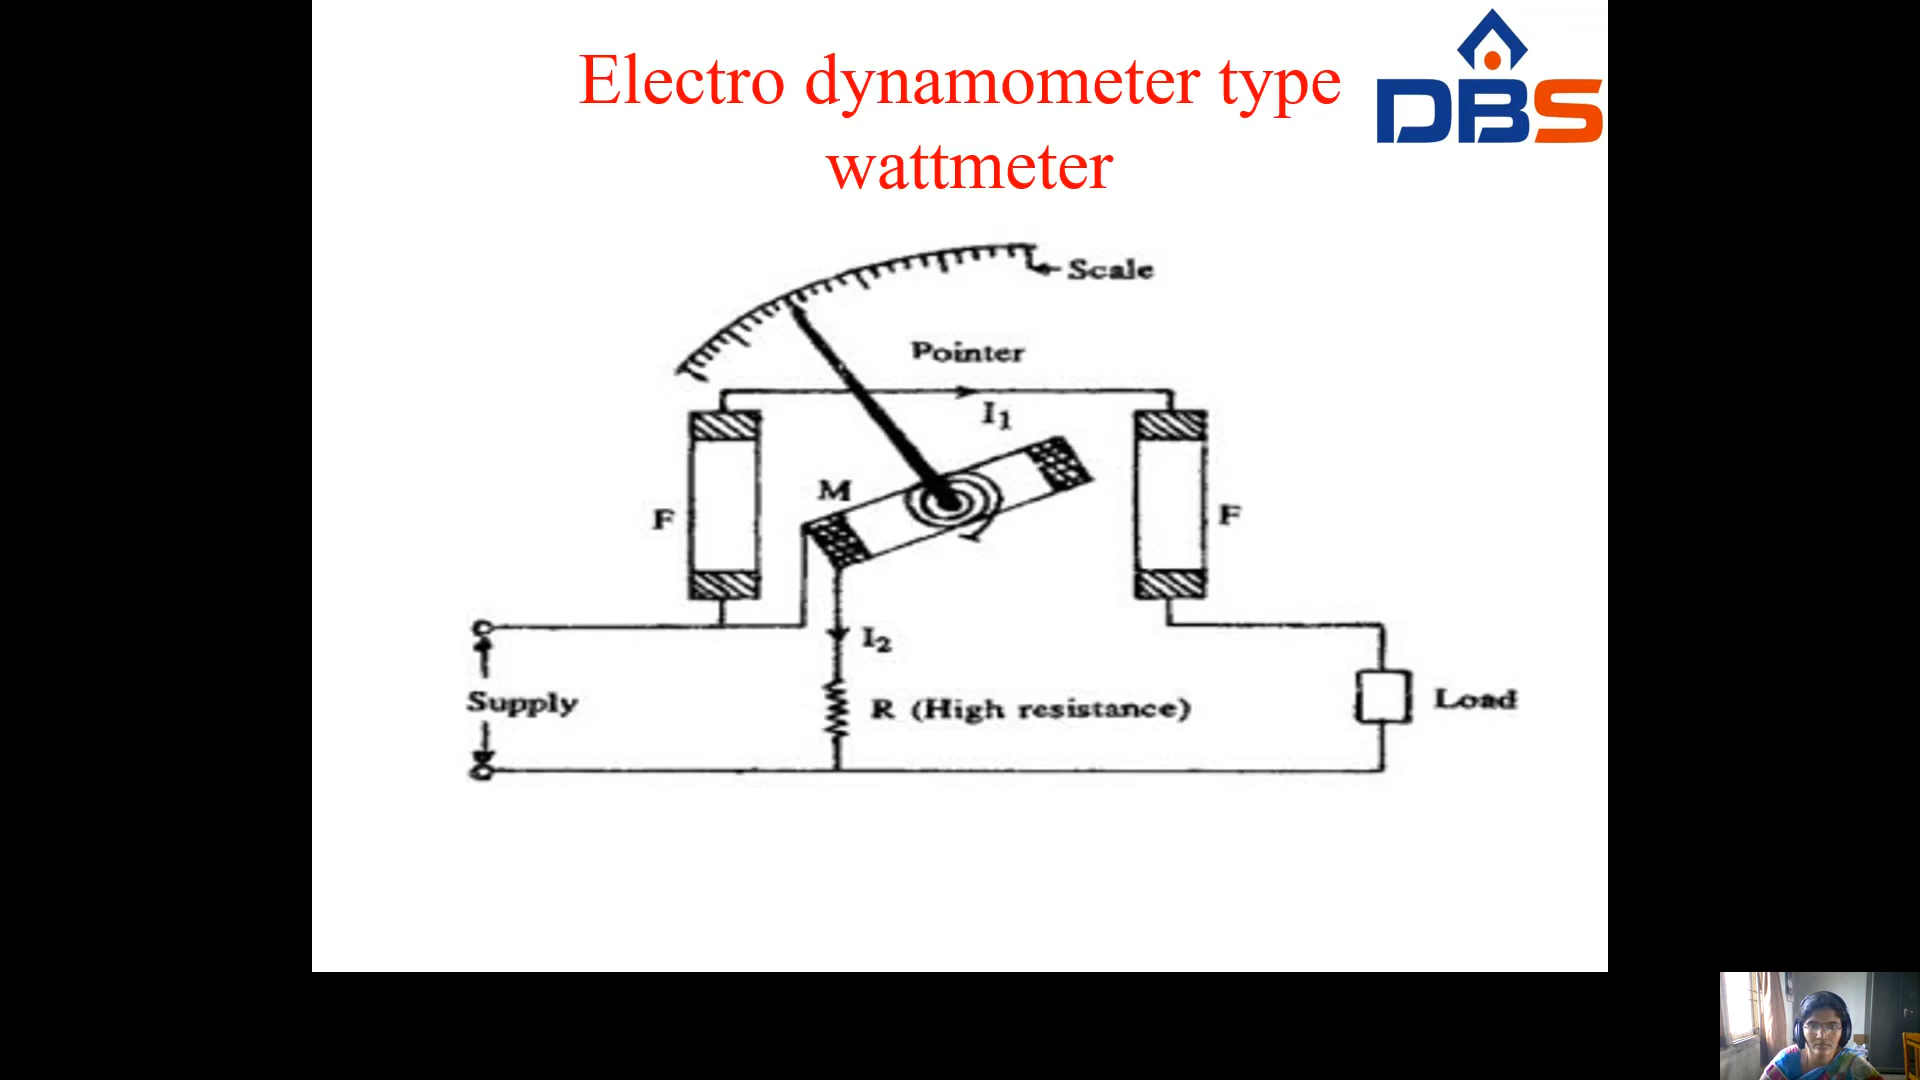 Electro dynamometer type
wattmeter
DBS
Scale
Pointer
I1
M
F
F
I2
Supply
R (High resistance)
Load